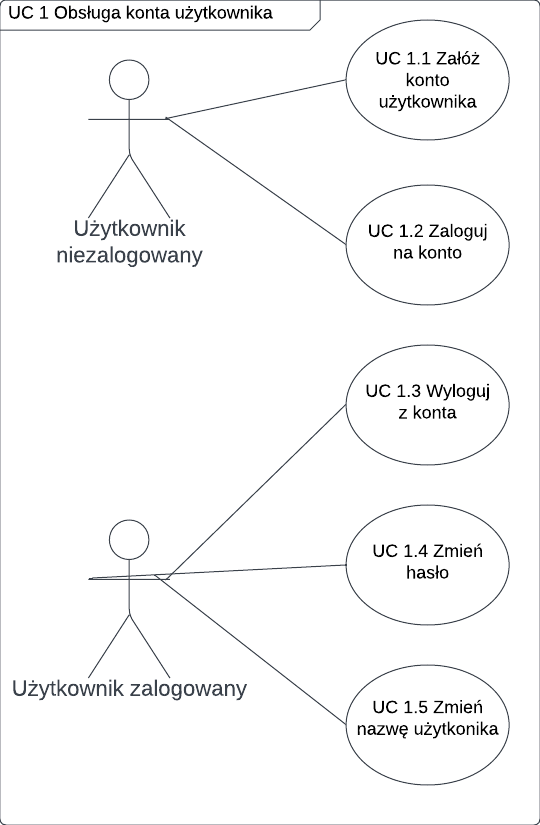 UC 1 Obsługa konta użytkownika
UC 1.1 Załóż
konto
użytkownika
Użytkownik
niezalogowany
UC 1.2 Zaloguj
na konto
UC 1.3 Wyloguj
z konta
UC 1.4 Zmień
hasło
Użytkownik zalogowany
UC 1.5 Zmień
nazwę użytkonika